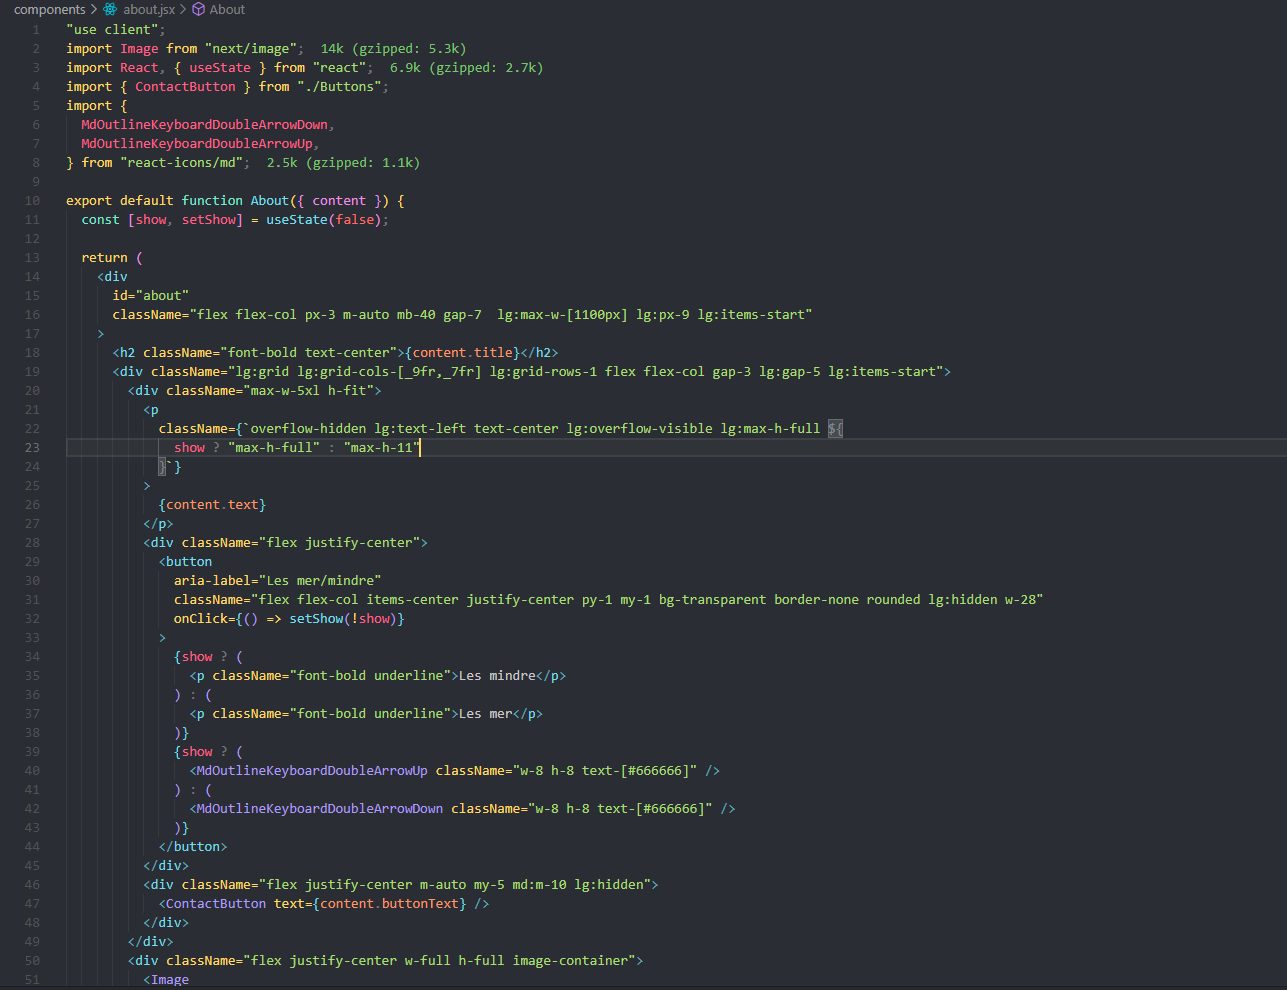 components > about.jsx > About
1 "use client";
2 import Image from "next/image";  14k (gzipped: 5.3k)
3 import React, { useState } from "react";  6.9k (gzipped: 2.7k)
4 import { ContactButton } from "./Buttons";
5 import {
6   MdOutlineKeyboardDoubleArrowDown,
7   MdOutlineKeyboardDoubleArrowUp,
8 } from "react-icons/md";  2.5k (gzipped: 1.1k)
9
10 export default function About({ content }) {
11   const [show, setShow] = useState(false);
12
13   return (
14     <div
15       id="about"
16       className="flex flex-col px-3 m-auto mb-40 gap-7  lg:max-w-[1100px] lg:px-9 lg:items-start"
17     >
18       <h2 className="font-bold text-center">{content.title}</h2>
19       <div className="lg:grid lg:grid-cols-[_9fr,_7fr] lg:grid-rows-1 flex flex-col gap-3 lg:gap-5 lg:items-start">
20         <div className="max-w-5xl h-fit">
21           <p
22             className={`overflow-hidden lg:text-left text-center lg:overflow-visible lg:max-h-full ${
23               show ? "max-h-full" : "max-h-11"
24             }`}
25           >
26             {content.text}
27           </p>
28           <div className="flex justify-center">
29             <button
30               aria-label="Les mer/mindre"
31               className="flex flex-col items-center justify-center py-1 my-1 bg-transparent border-none rounded lg:hidden w-28"
32               onClick={() => setShow(!show)}
33             >
34               {show ? (
35                 <p className="font-bold underline">Les mindre</p>
36               ) : (
37                 <p className="font-bold underline">Les mer</p>
38               )}
39               {show ? (
40                 <MdOutlineKeyboardDoubleArrowUp className="w-8 h-8 text-[#666666]" />
41               ) : (
42                 <MdOutlineKeyboardDoubleArrowDown className="w-8 h-8 text-[#666666]" />
43               )}
44             </button>
45           </div>
46           <div className="flex justify-center m-auto my-5 md:m-10 lg:hidden">
47             <ContactButton text={content.buttonText} />
48           </div>
49         </div>
50         <div className="flex justify-center w-full h-full image-container">
51           <Image